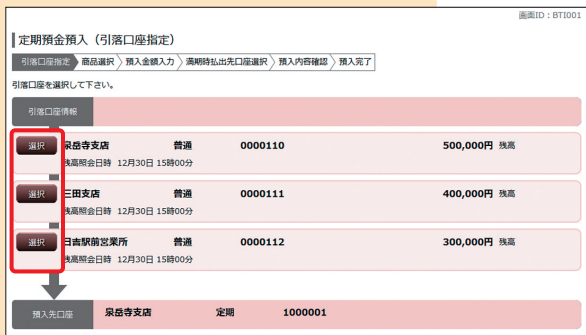 画面ID：BTI001
定期預金預入（引落口座指定）
引落口座指定 商品選択 預入金額入力 満期時払出先口座選択 預入内容確認 預入完了
引落口座を選択して下さい。
引落口座情報
選択 泉岳寺支店 普通 0000110 500,000円 残高
残高照会日時 12月30日 15時00分
選択 三田支店 普通 0000111 400,000円 残高
残高照会日時 12月30日 15時00分
選択 日吉駅前営業所 普通 0000112 300,000円 残高
残高照会日時 12月30日 15時00分
預入先口座 泉岳寺支店 定期 1000001